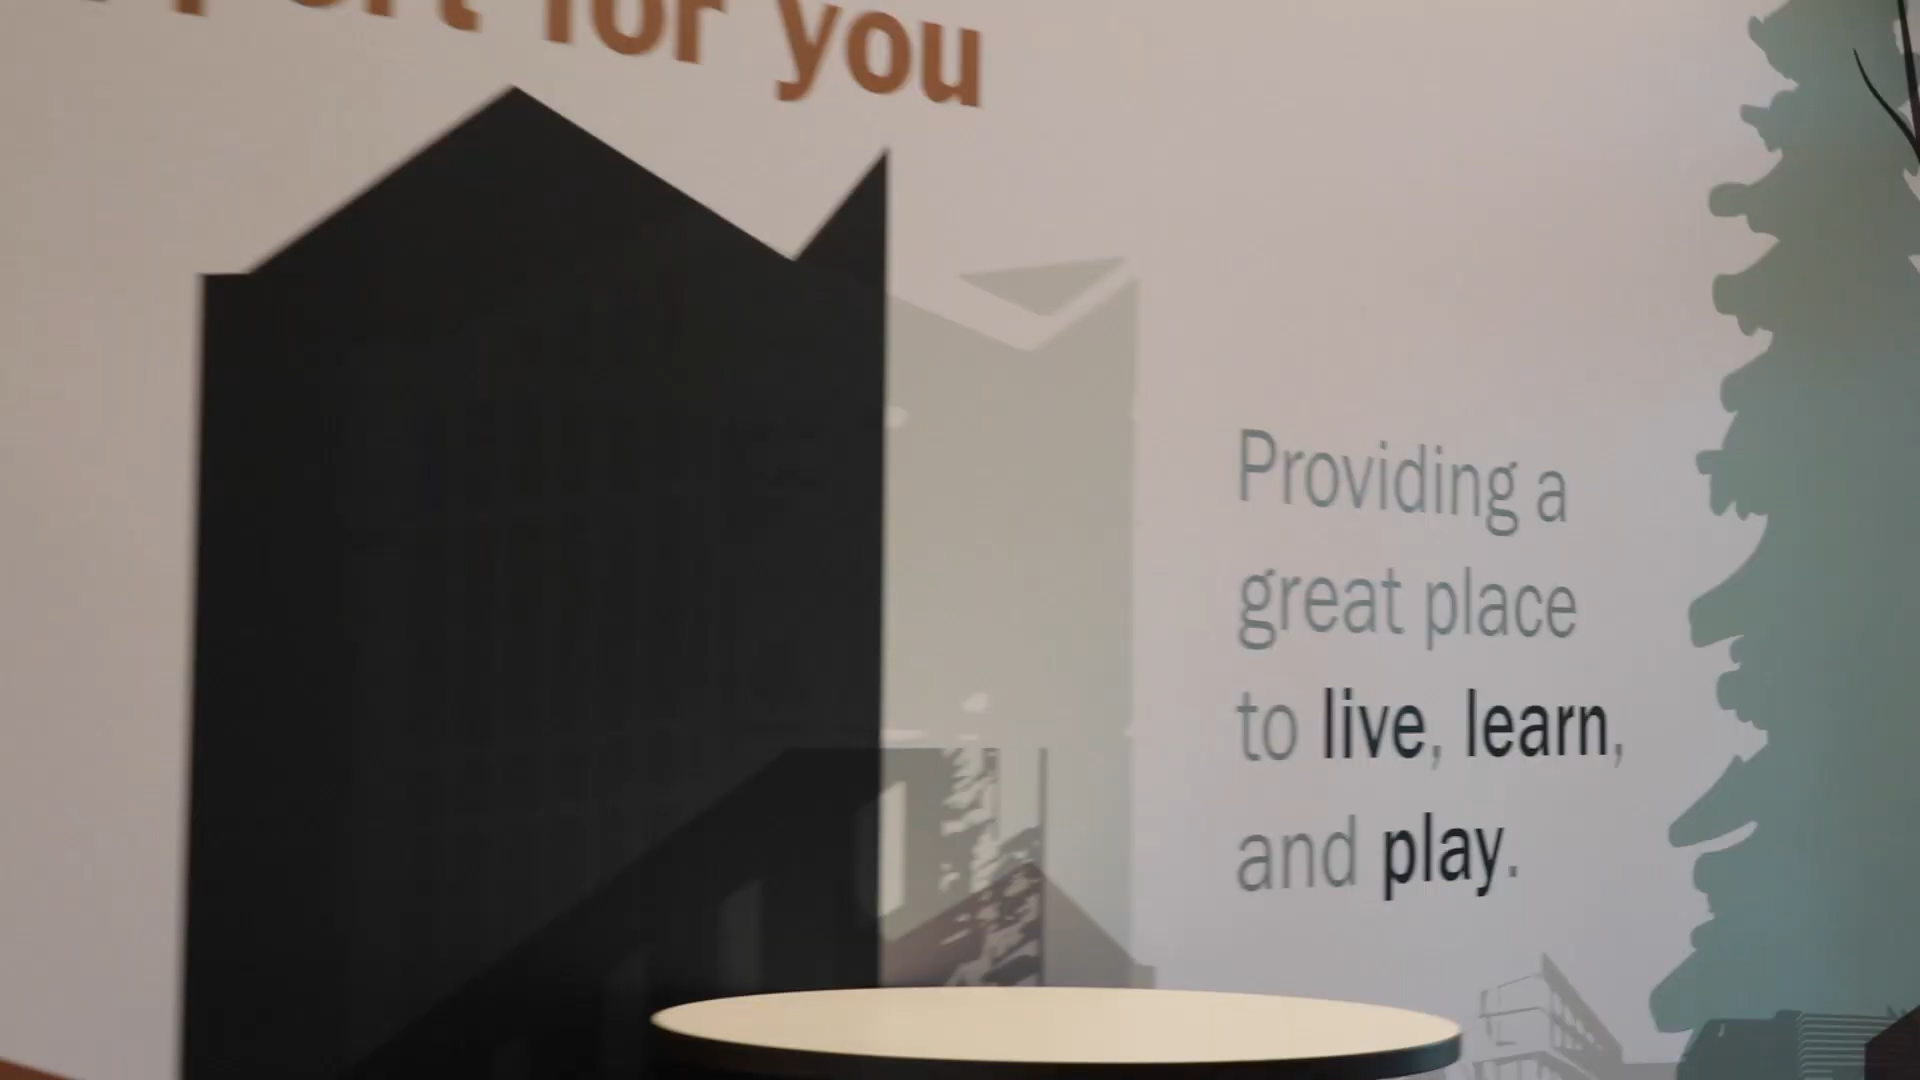 for you
Providing a
great place
to live, learn,
and play.